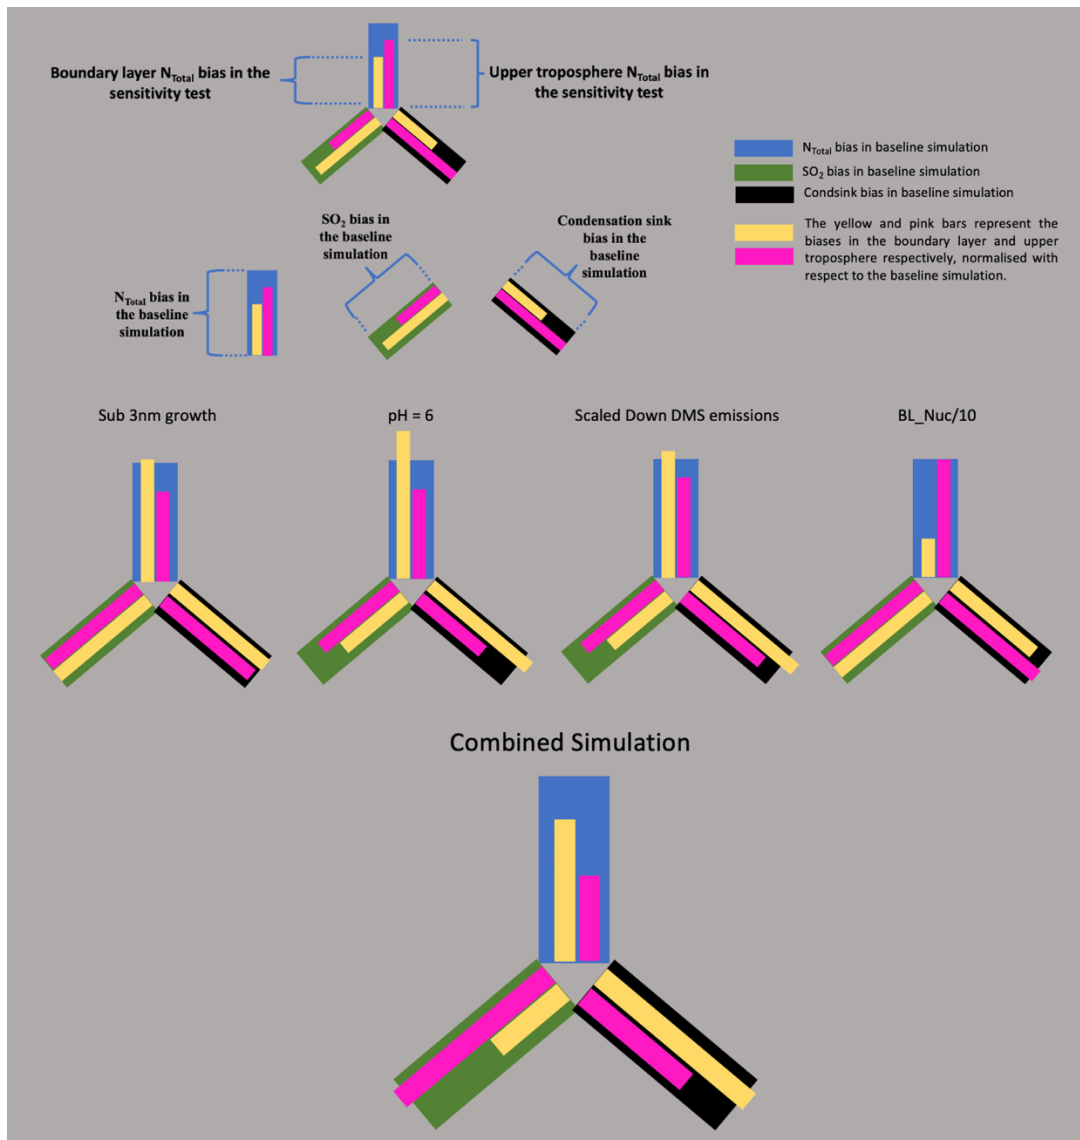 Boundary layer N_Total bias in the
sensitivity test
Upper troposphere N_Total bias in
the sensitivity test
N_Total bias in baseline simulation
SO₂ bias in baseline simulation
Condsink bias in baseline simulation
The yellow and pink bars represent the
biases in the boundary layer and upper
troposphere respectively, normalised with
respect to the baseline simulation.
SO₂ bias in
the baseline
simulation
Condensation sink
bias in the
baseline
simulation
N_Total bias in
the baseline
simulation
Sub 3nm growth
pH = 6
Scaled Down DMS emissions
BL_Nuc/10
Combined Simulation